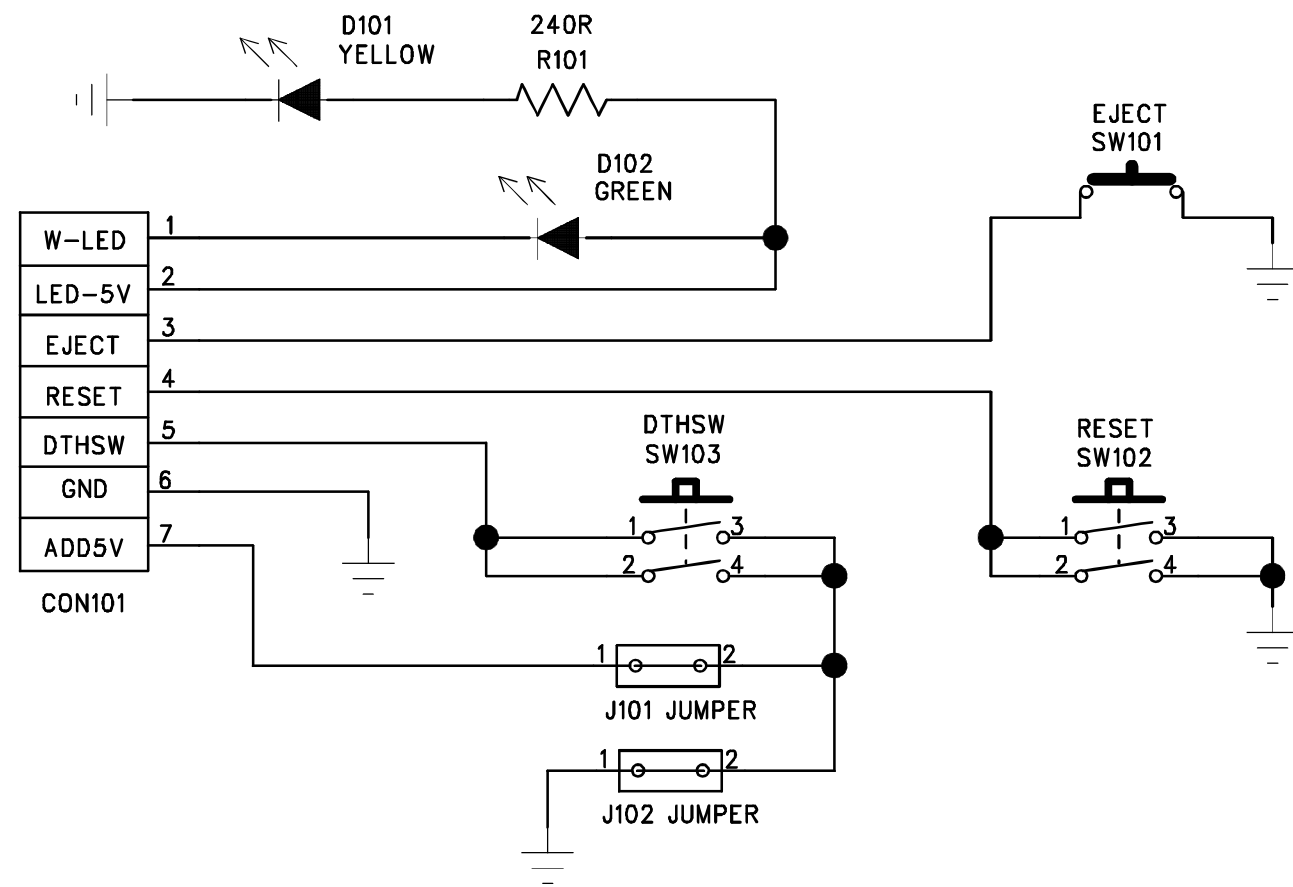 D101
YELLOW
240R
R101
EJECT
SW101
D102
GREEN
W-LED
1
LED-5V
2
EJECT
3
RESET
4
DTHSW
5
GND
6
ADD5V
7
CON101
DTHSW
SW103
1
3
2
4
RESET
SW102
1
3
2
4
1
2
J101 JUMPER
1
2
J102 JUMPER